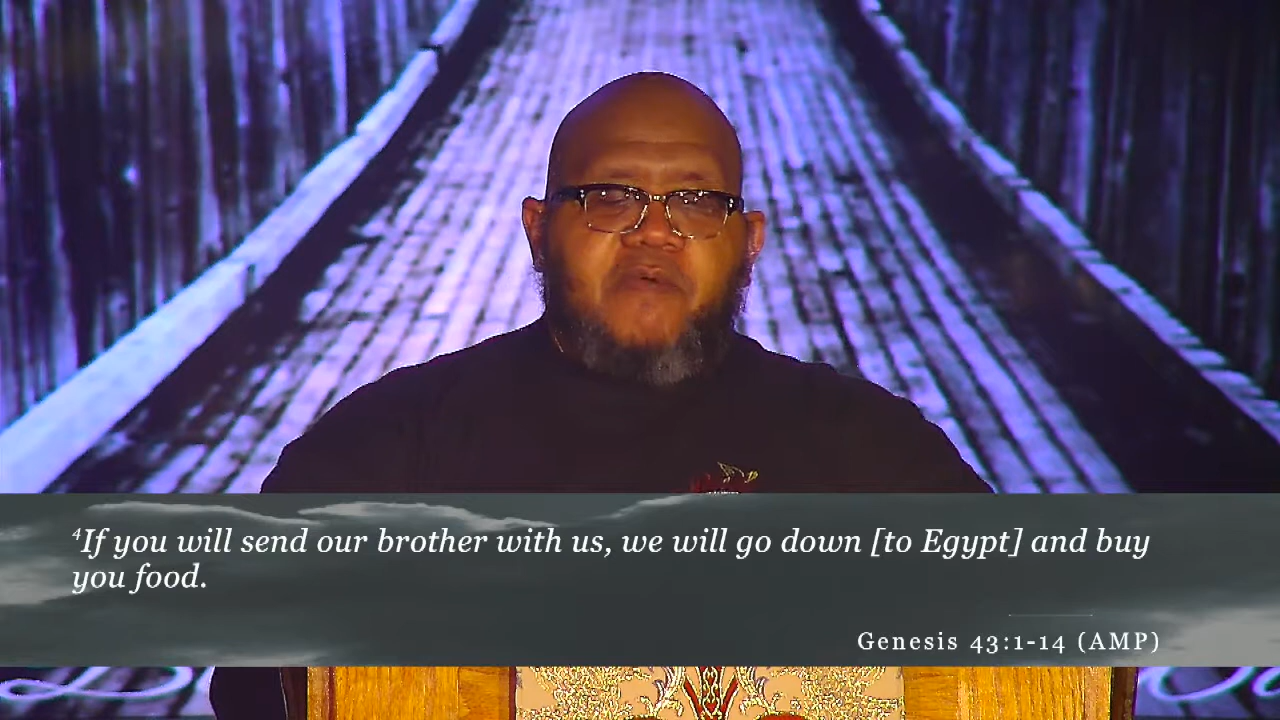 ⁴If you will send our brother with us, we will go down [to Egypt] and buy
you food.
Genesis 43:1-14 (AMP)